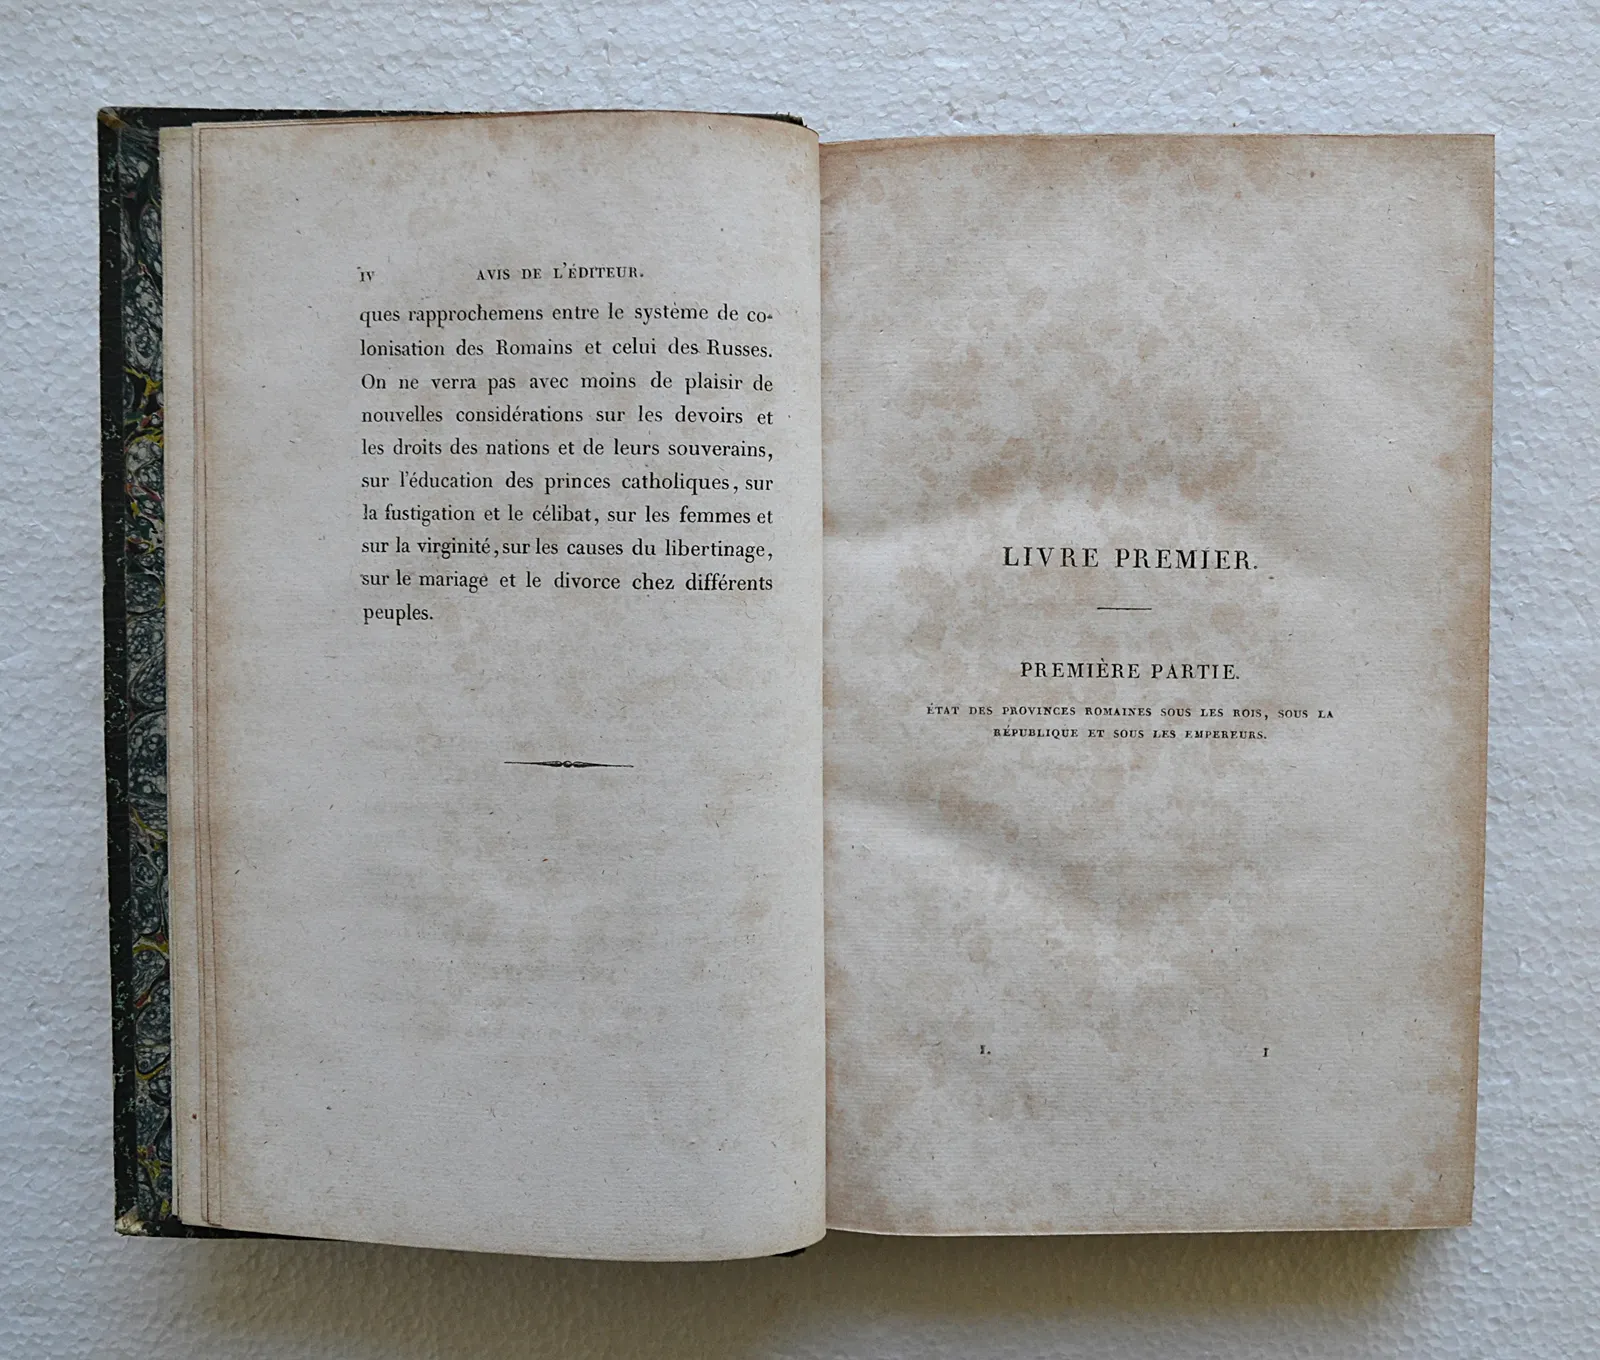 IV AVIS DE L'ÉDITEUR.
ques rapprochemens entre le système de co-
lonisation des Romains et celui des Russes.
On ne verra pas avec moins de plaisir de
nouvelles considérations sur les devoirs et
les droits des nations et de leurs souverains,
sur l'éducation des princes catholiques, sur
la fustigation et le célibat, sur les femmes et
sur la virginité, sur les causes du libertinage,
sur le mariage et le divorce chez différents
peuples.
LIVRE PREMIER.
PREMIÈRE PARTIE.
ÉTAT DES PROVINCES ROMAINES SOUS LES ROIS, SOUS LA
RÉPUBLIQUE ET SOUS LES EMPEREURS.
I. I